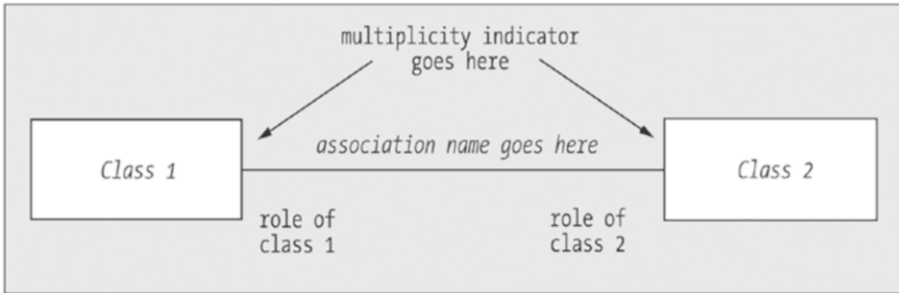 multiplicity indicator
goes here
association name goes here
Class 1
Class 2
role of
class 1
role of
class 2